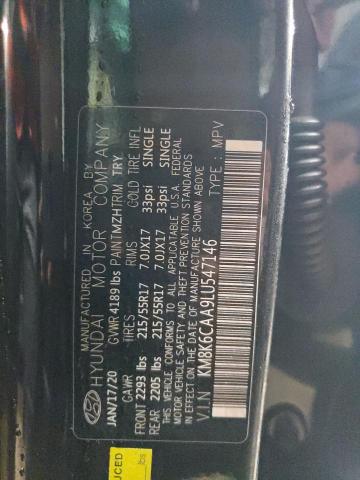 MANUFACTURED IN KOREA BY
HYUNDAI MOTOR COMPANY
JAN/17/20 GVWR 4189 lbs PAINT MZH TRIM TRY
GAWR TIRES RIMS COLD TIRE INFL
FRONT 2293 lbs 215/55R17 7.0JX17 33psi SINGLE
REAR 2205 lbs 215/55R17 7.0JX17 33psi SINGLE
THIS VEHICLE CONFORMS TO ALL APPLICABLE U.S.A. FEDERAL
MOTOR VEHICLE SAFETY AND THEFT PREVENTION STANDARDS
IN EFFECT ON THE DATE OF MANUFACTURE SHOWN ABOVE
V.I.N: KM8K6CAA9LU547146 TYPE : MPV
UCED
lbs